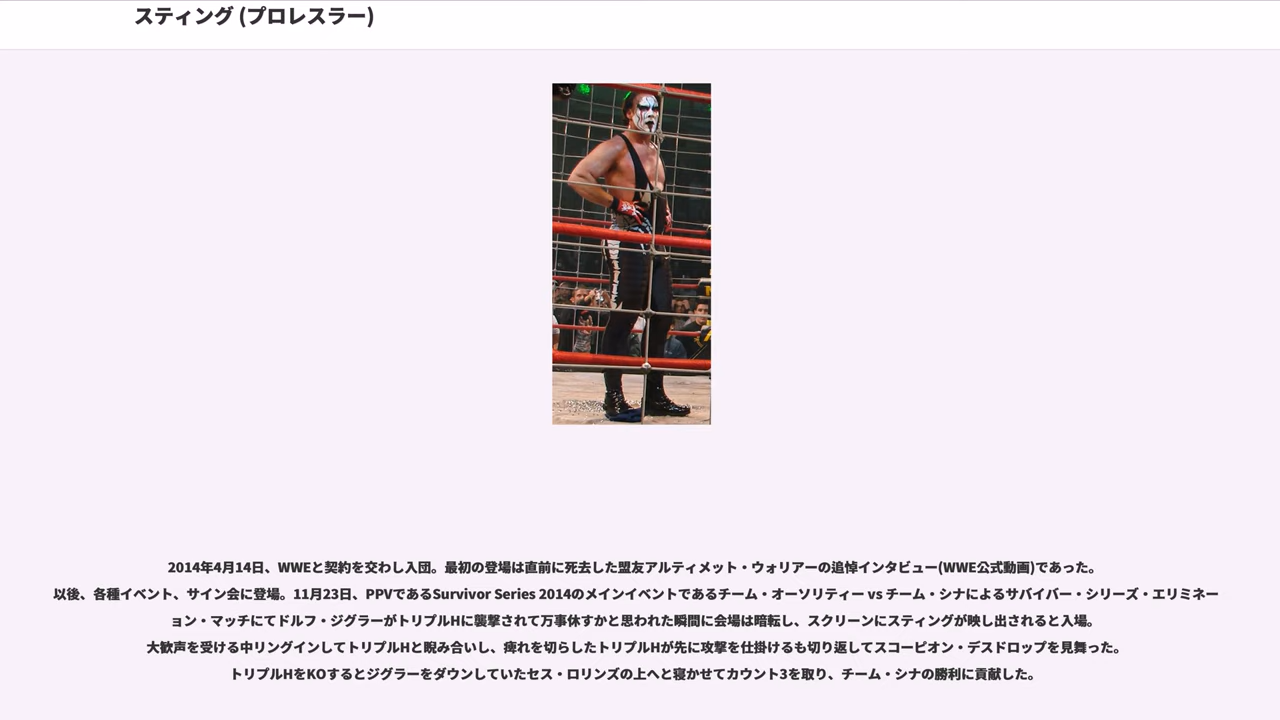 スティング (プロレスラー)
2014年4月14日、WWEと契約を交わし入団。最初の登場は直前に死去した盟友アルティメット・ウォリアーの追悼インタビュー(WWE公式動画)であった。
以後、各種イベント、サイン会に登場。11月23日、PPVであるSurvivor Series 2014のメインイベントであるチーム・オーソリティー vs チーム・シナによるサバイバー・シリーズ・エリミネー
ョン・マッチにてドルフ・ジグラーがトリプルHに襲撃されて万事休すかと思われた瞬間に会場は暗転し、スクリーンにスティングが映し出されると入場。
大歓声を受ける中リングインしてトリプルHと睨み合いし、痺れを切らしたトリプルHが先に攻撃を仕掛けるも切り返してスコーピオン・デスドロップを見舞った。
トリプルHをKOするとジグラーをダウンしていたセス・ロリンズの上へと寝かせてカウント3を取り、チーム・シナの勝利に貢献した。